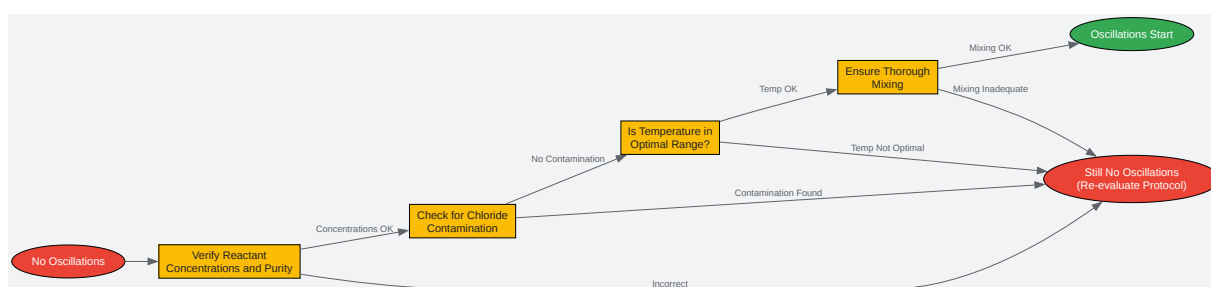 Oscillations Start
Mixing OK
Ensure Thorough
Mixing
Temp OK
Mixing Inadequate
Is Temperature in
Optimal Range?
Temp Not Optimal
No Contamination
Still No Oscillations
(Re-evaluate Protocol)
Contamination Found
Check for Chloride
Contamination
Concentrations OK
No Oscillations
Verify Reactant
Concentrations and Purity
Incorrect